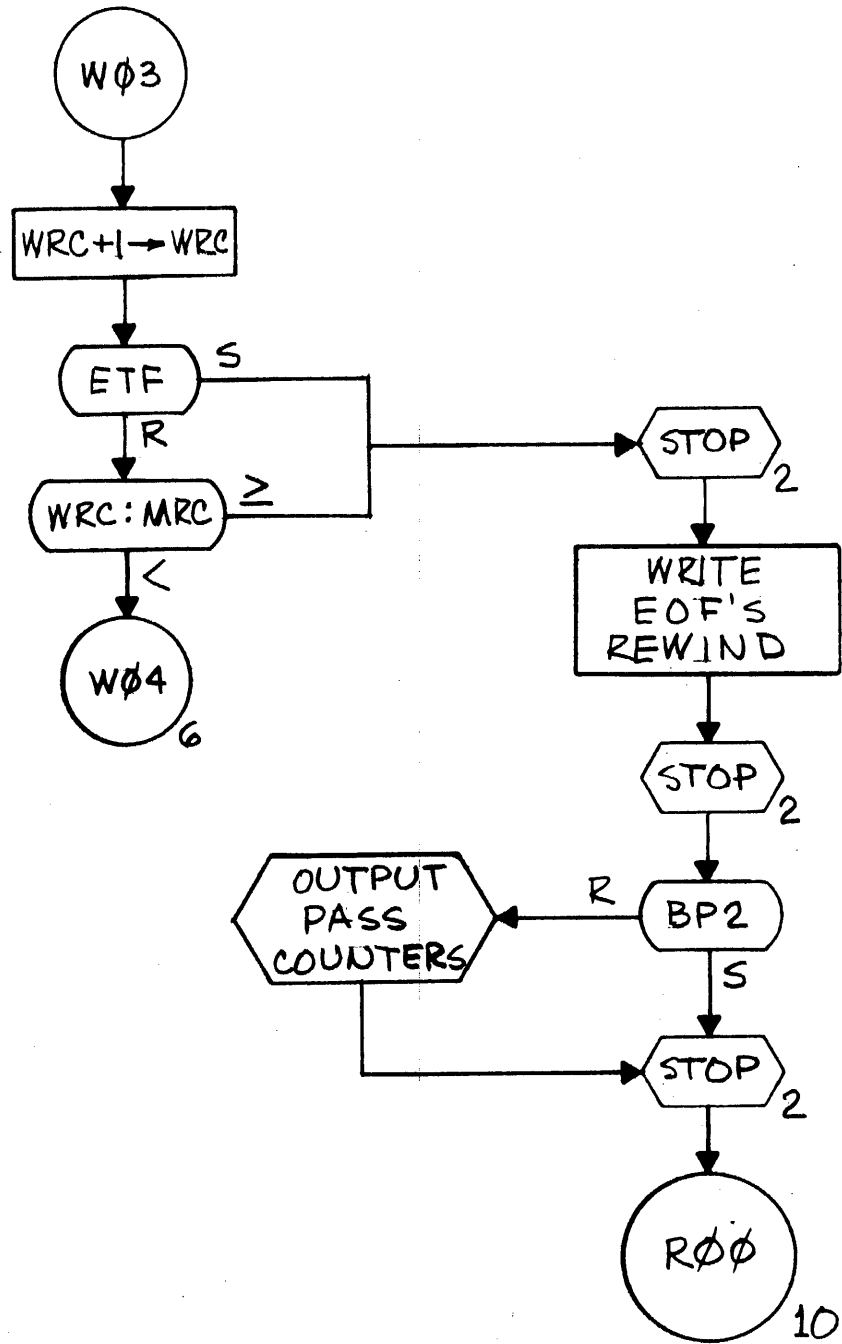 WØ3
WRC+1→WRC
ETF
S
R
WRC:MRC
≥
<
WØ4
6
STOP
2
WRITE
EOF'S
REWIND
STOP
2
BP2
R
S
OUTPUT
PASS
COUNTERS
STOP
2
RØØ
10